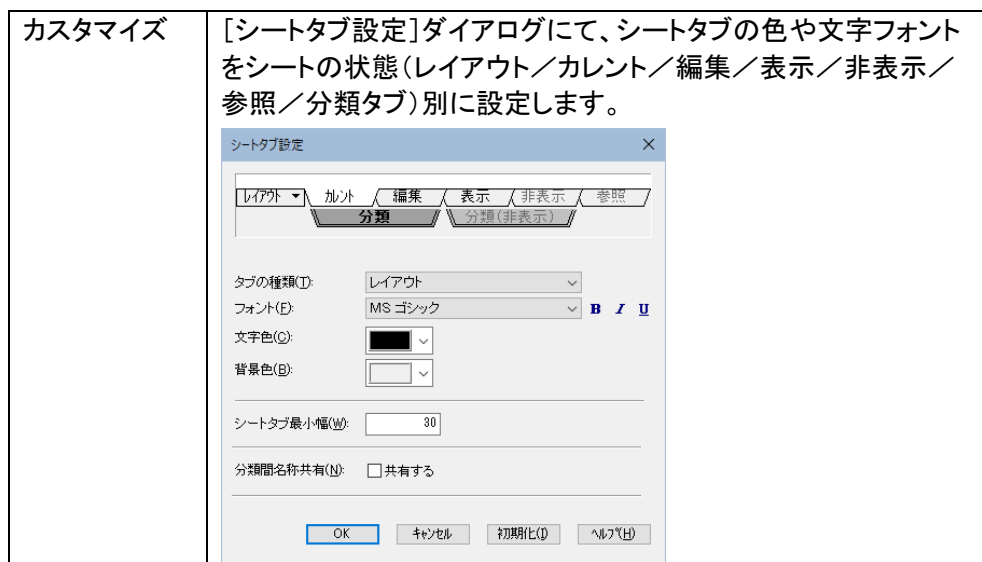 カスタマイズ
[シートタブ設定]ダイアログにて、シートタブの色や文字フォント
をシートの状態(レイアウト/カレント/編集/表示/非表示/
参照/分類タブ)別に設定します。
シートタブ設定
レイアウト カレント 編集 表示 非表示 参照
分類 分類(非表示)
タブの種類(T): レイアウト
フォント(F): MS ゴシック B I U
文字色(C):
背景色(B):
シートタブ最小幅(W): 30
分類間名称共有(N): 共有する
OK キャンセル 初期化(I) ヘルプ(H)